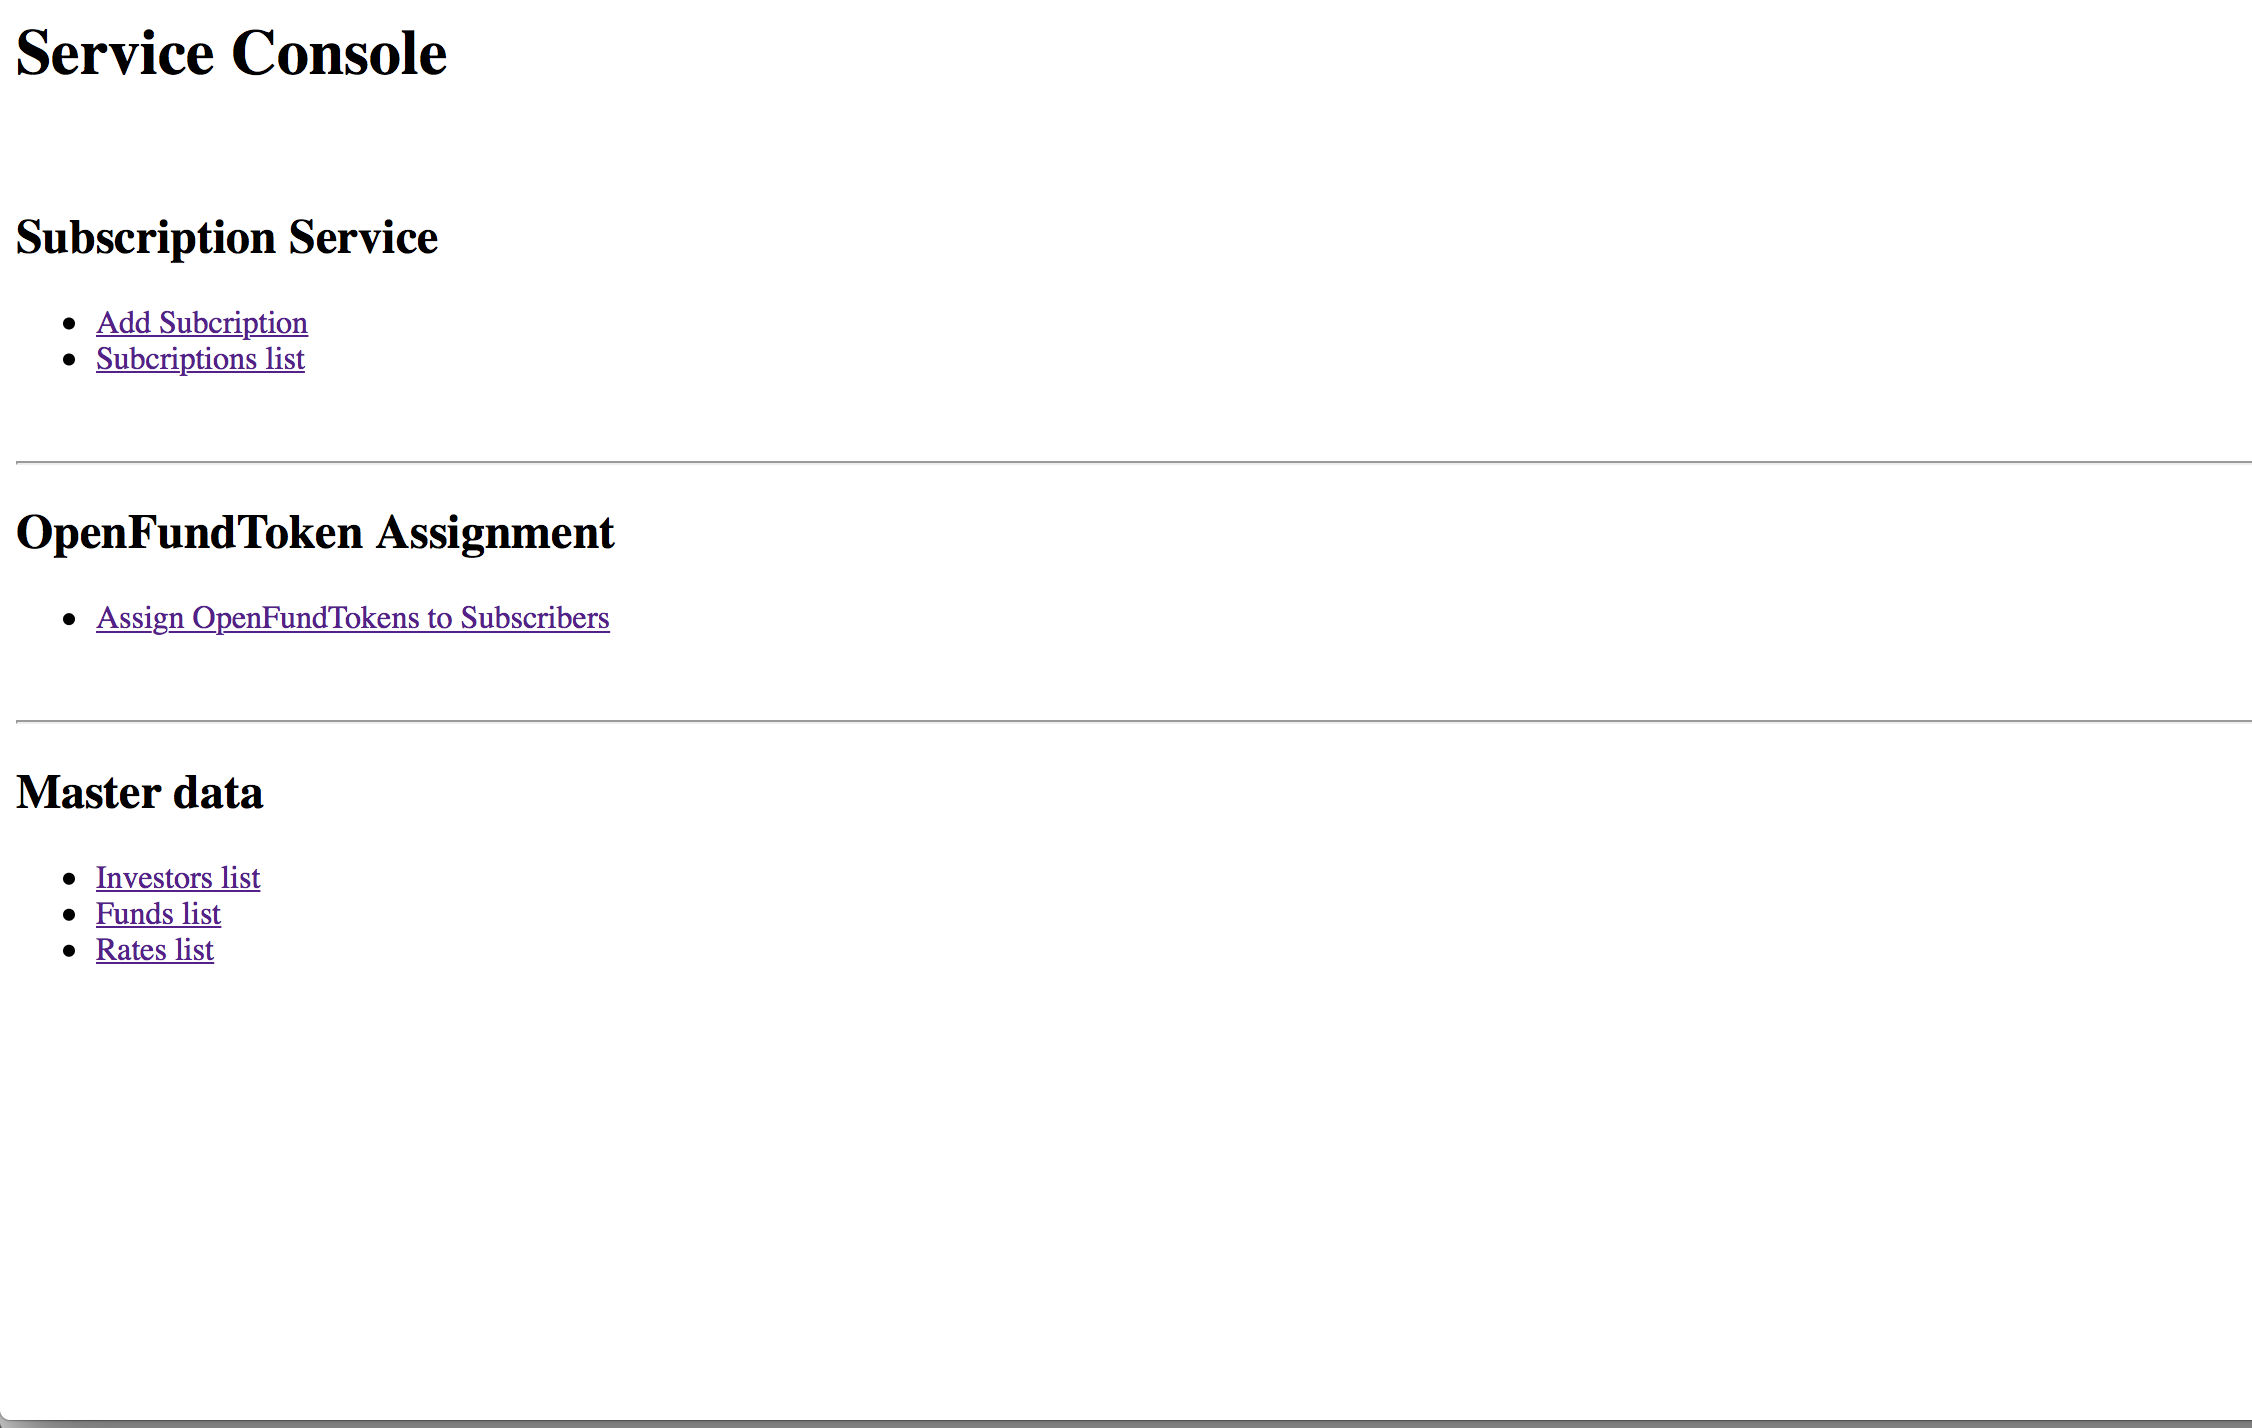 Service Console
Subscription Service
Add Subcription
Subcriptions list
OpenFundToken Assignment
Assign OpenFundTokens to Subscribers
Master data
Investors list
Funds list
Rates list